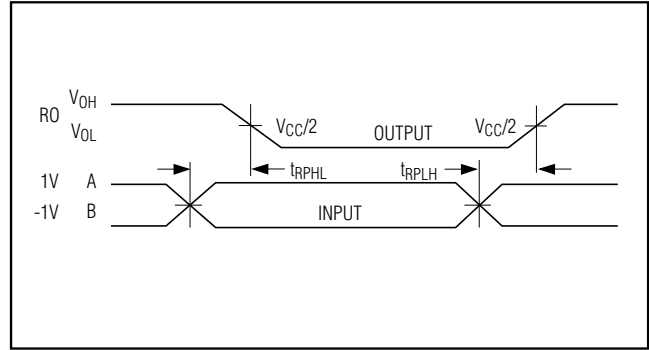 RO VOH
VOL
VCC/2 OUTPUT VCC/2
tRPHL tRPLH
1V A
-1V B
INPUT